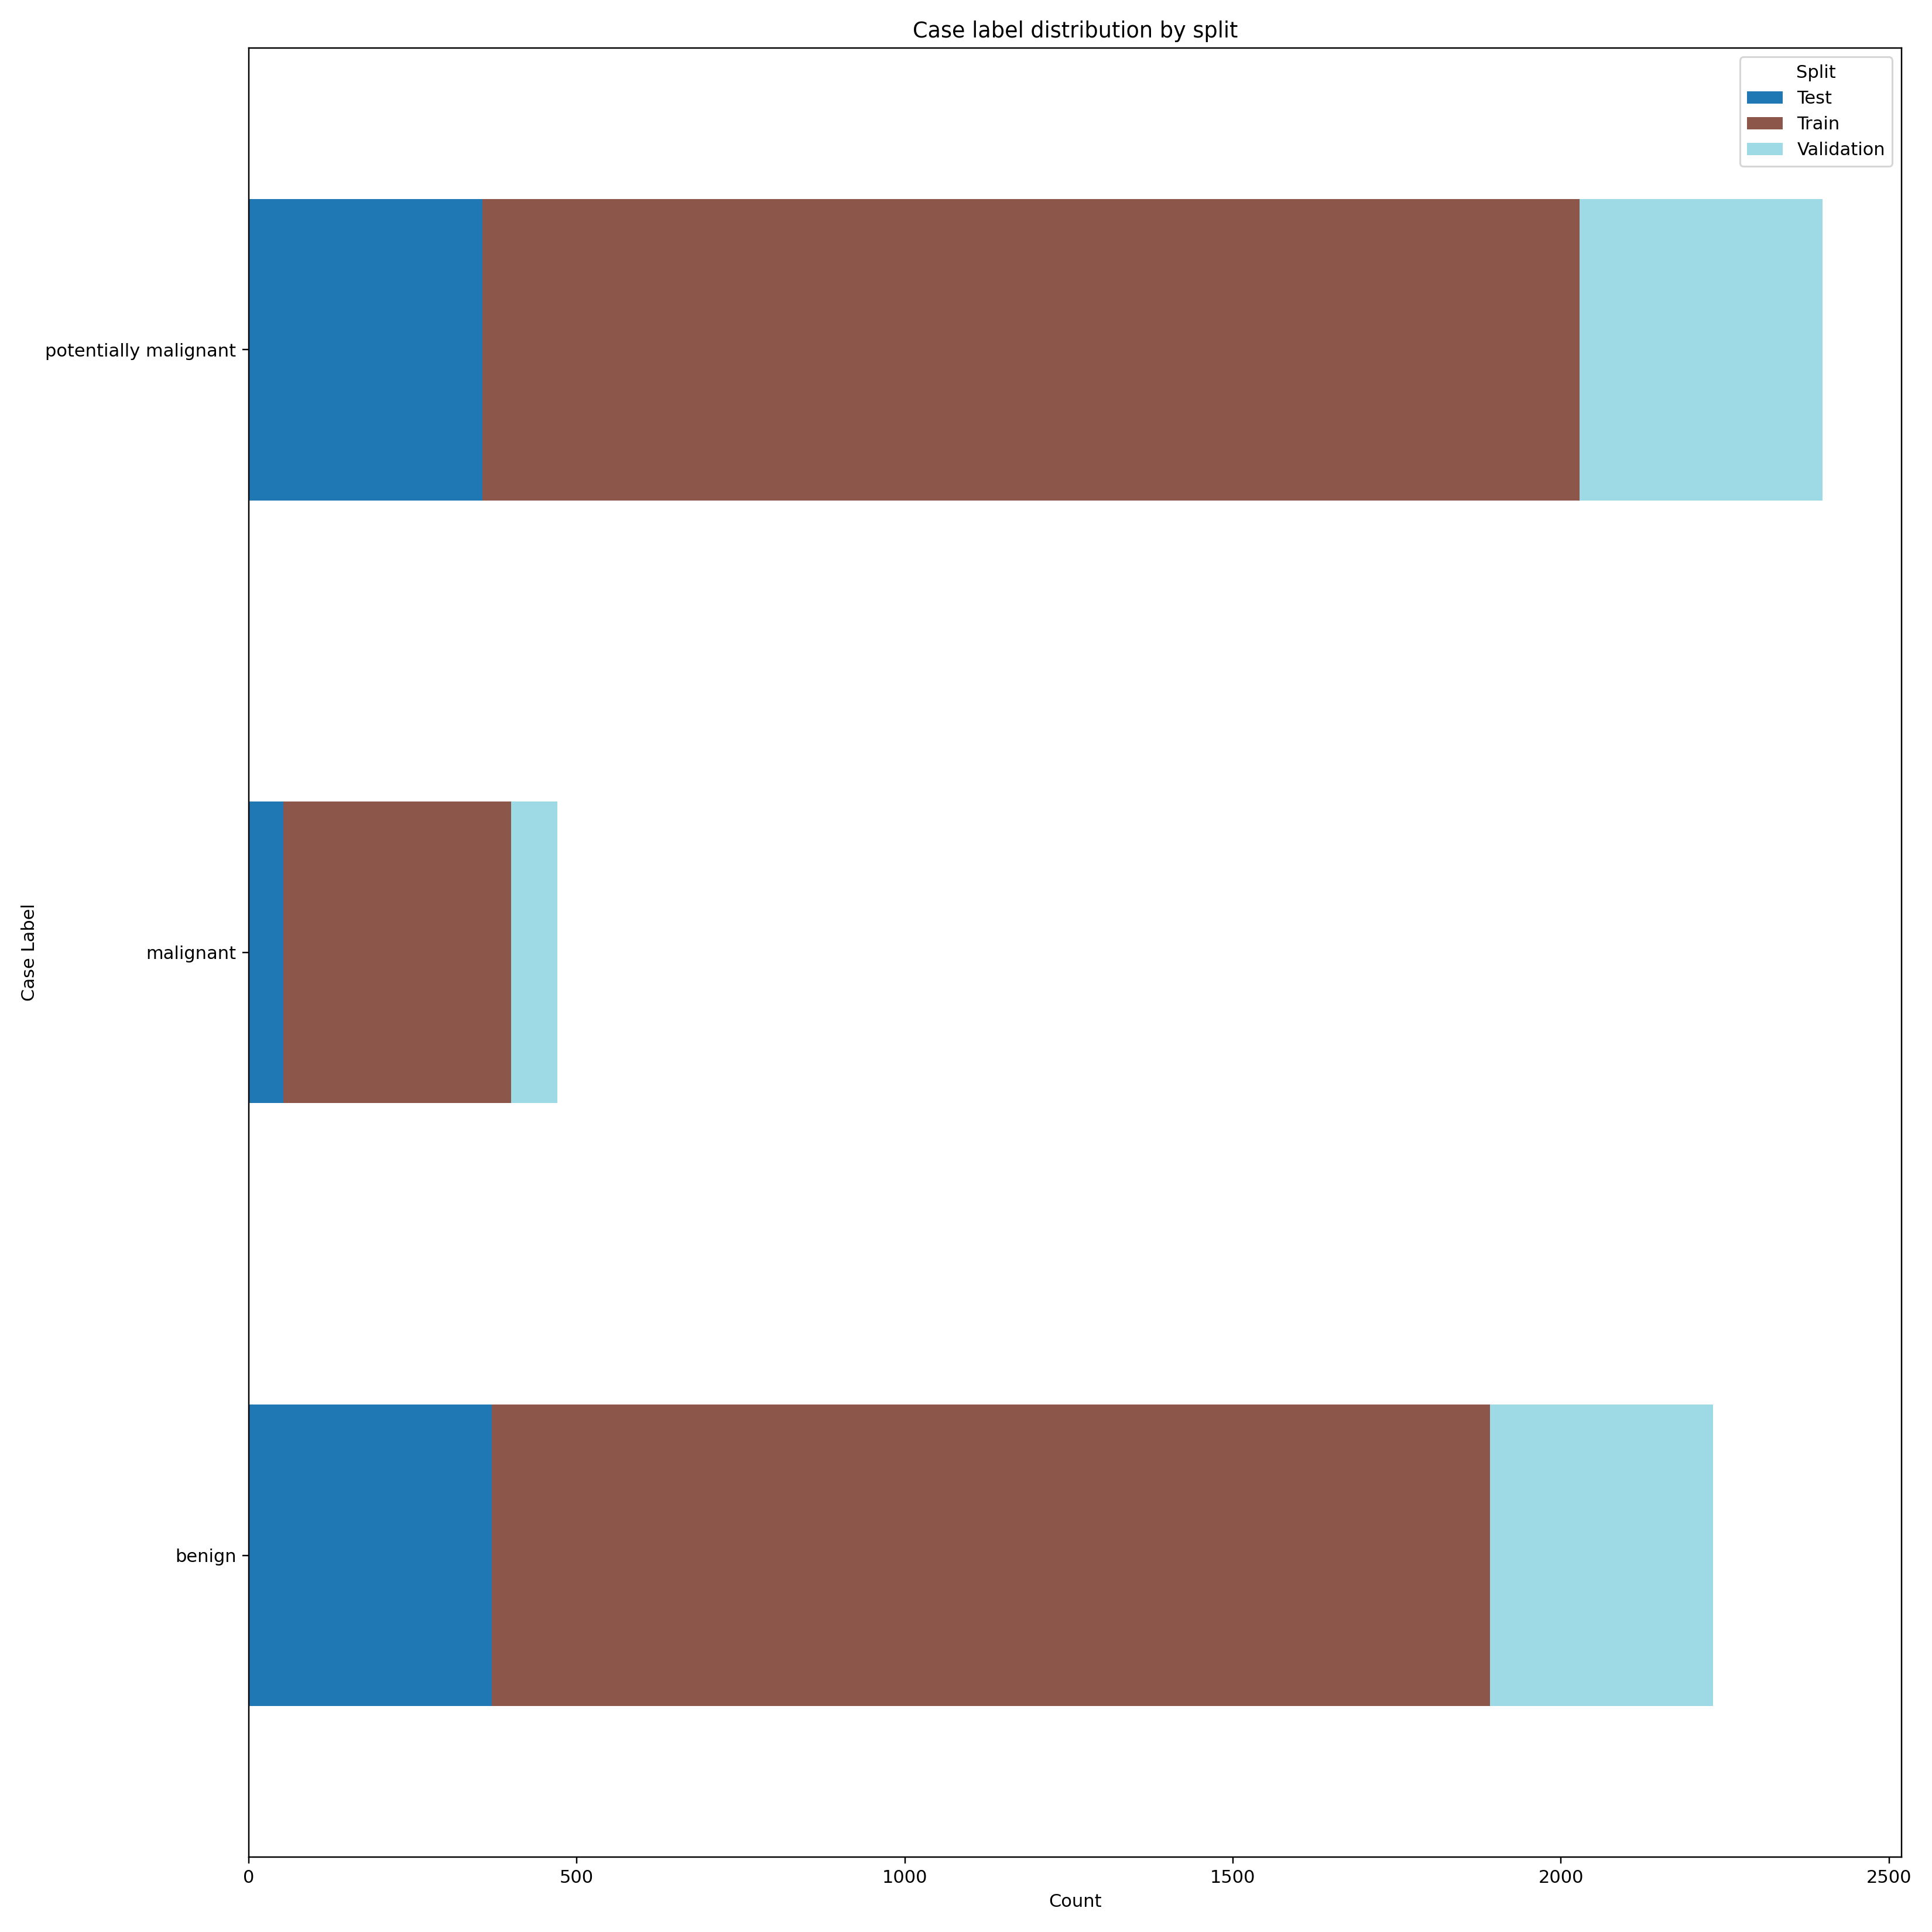 Case label distribution by split
Split
Test
Train
Validation
potentially malignant
malignant
benign
Case Label
0 500 1000 1500 2000 2500
Count